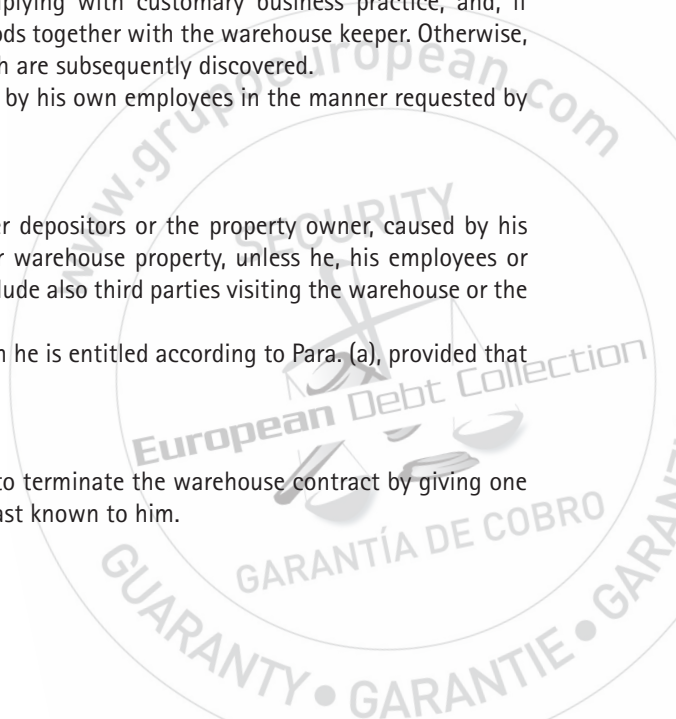 plying with customary business practice, and, if
ods together with the warehouse keeper. Otherwise,
h are subsequently discovered.
by his own employees in the manner requested by
www.grupoeuropean.com
SECURITY
er depositors or the property owner, caused by his
r warehouse property, unless he, his employees or
lude also third parties visiting the warehouse or the
h he is entitled according to Para. (a), provided that
European Debt Collection
to terminate the warehouse contract by giving one
ast known to him.
GARANTÍA DE COBRO
GUARANTY • GARANTIE • GARANTI